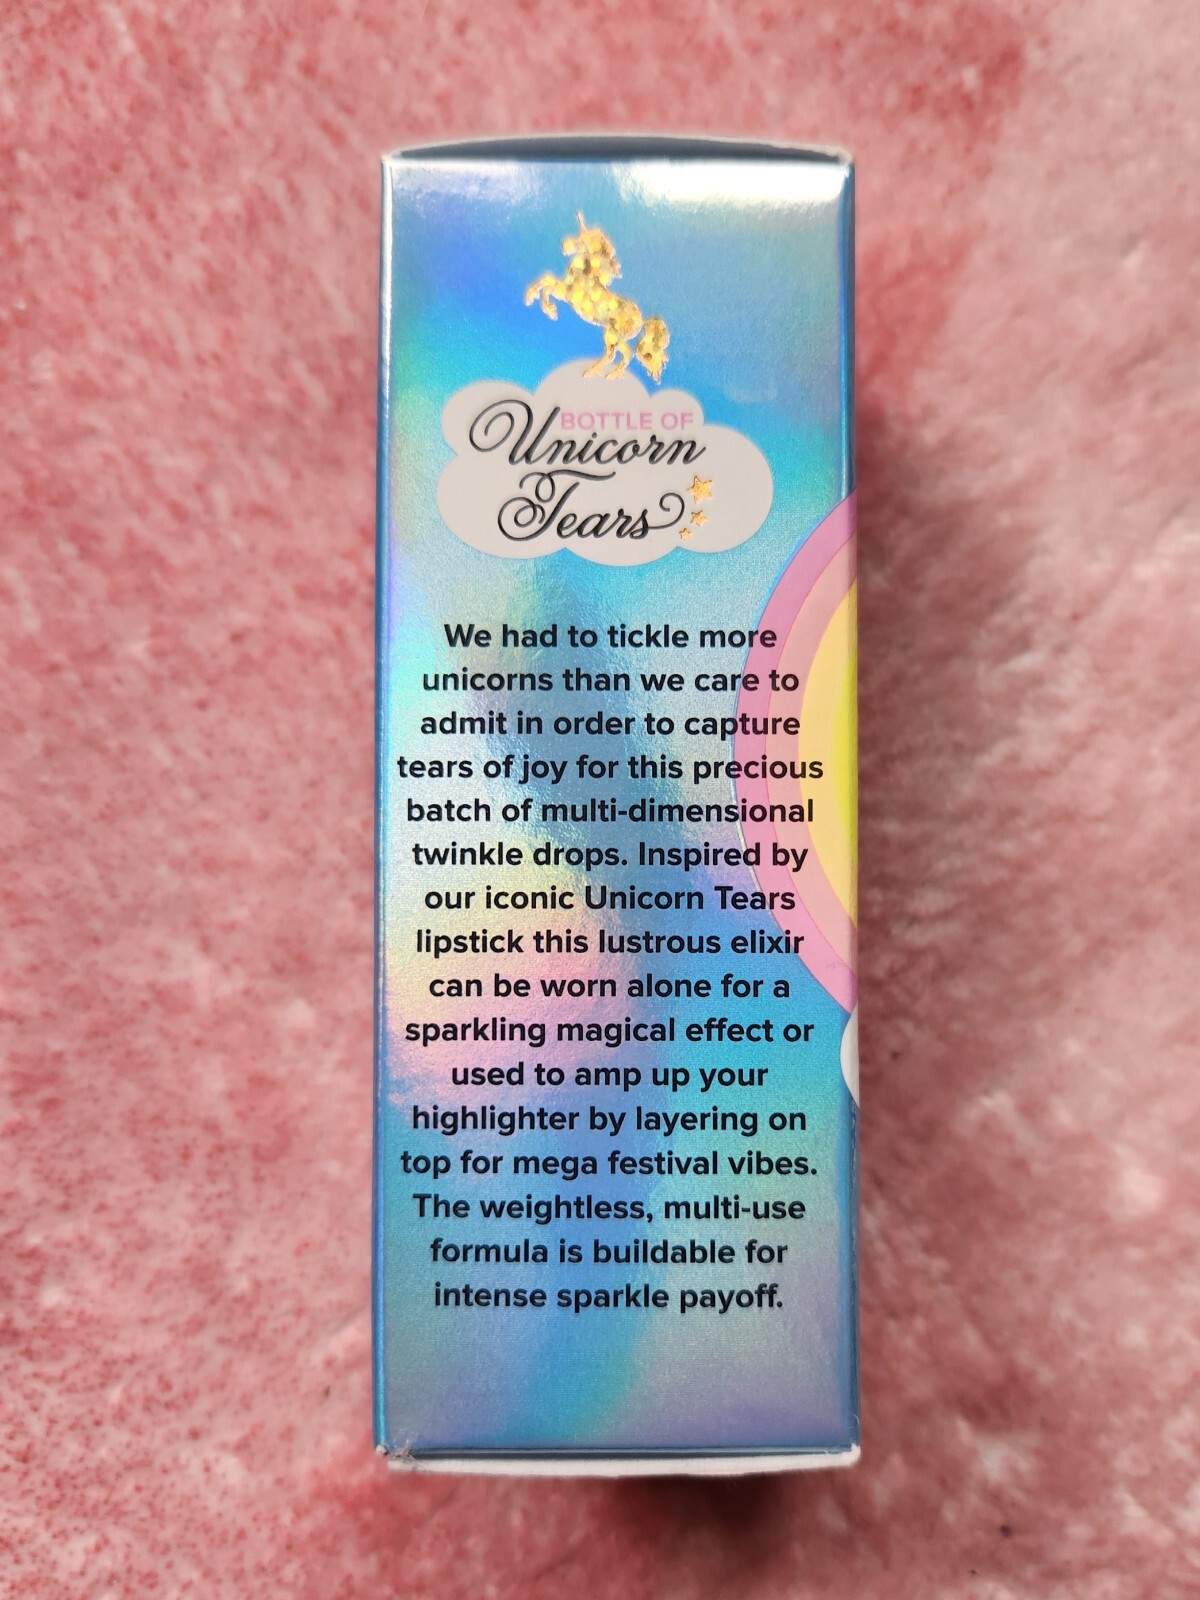 BOTTLE OF
Unicorn
Tears
We had to tickle more
unicorns than we care to
admit in order to capture
tears of joy for this precious
batch of multi-dimensional
twinkle drops. Inspired by
our iconic Unicorn Tears
lipstick this lustrous elixir
can be worn alone for a
sparkling magical effect or
used to amp up your
highlighter by layering on
top for mega festival vibes.
The weightless, multi-use
formula is buildable for
intense sparkle payoff.